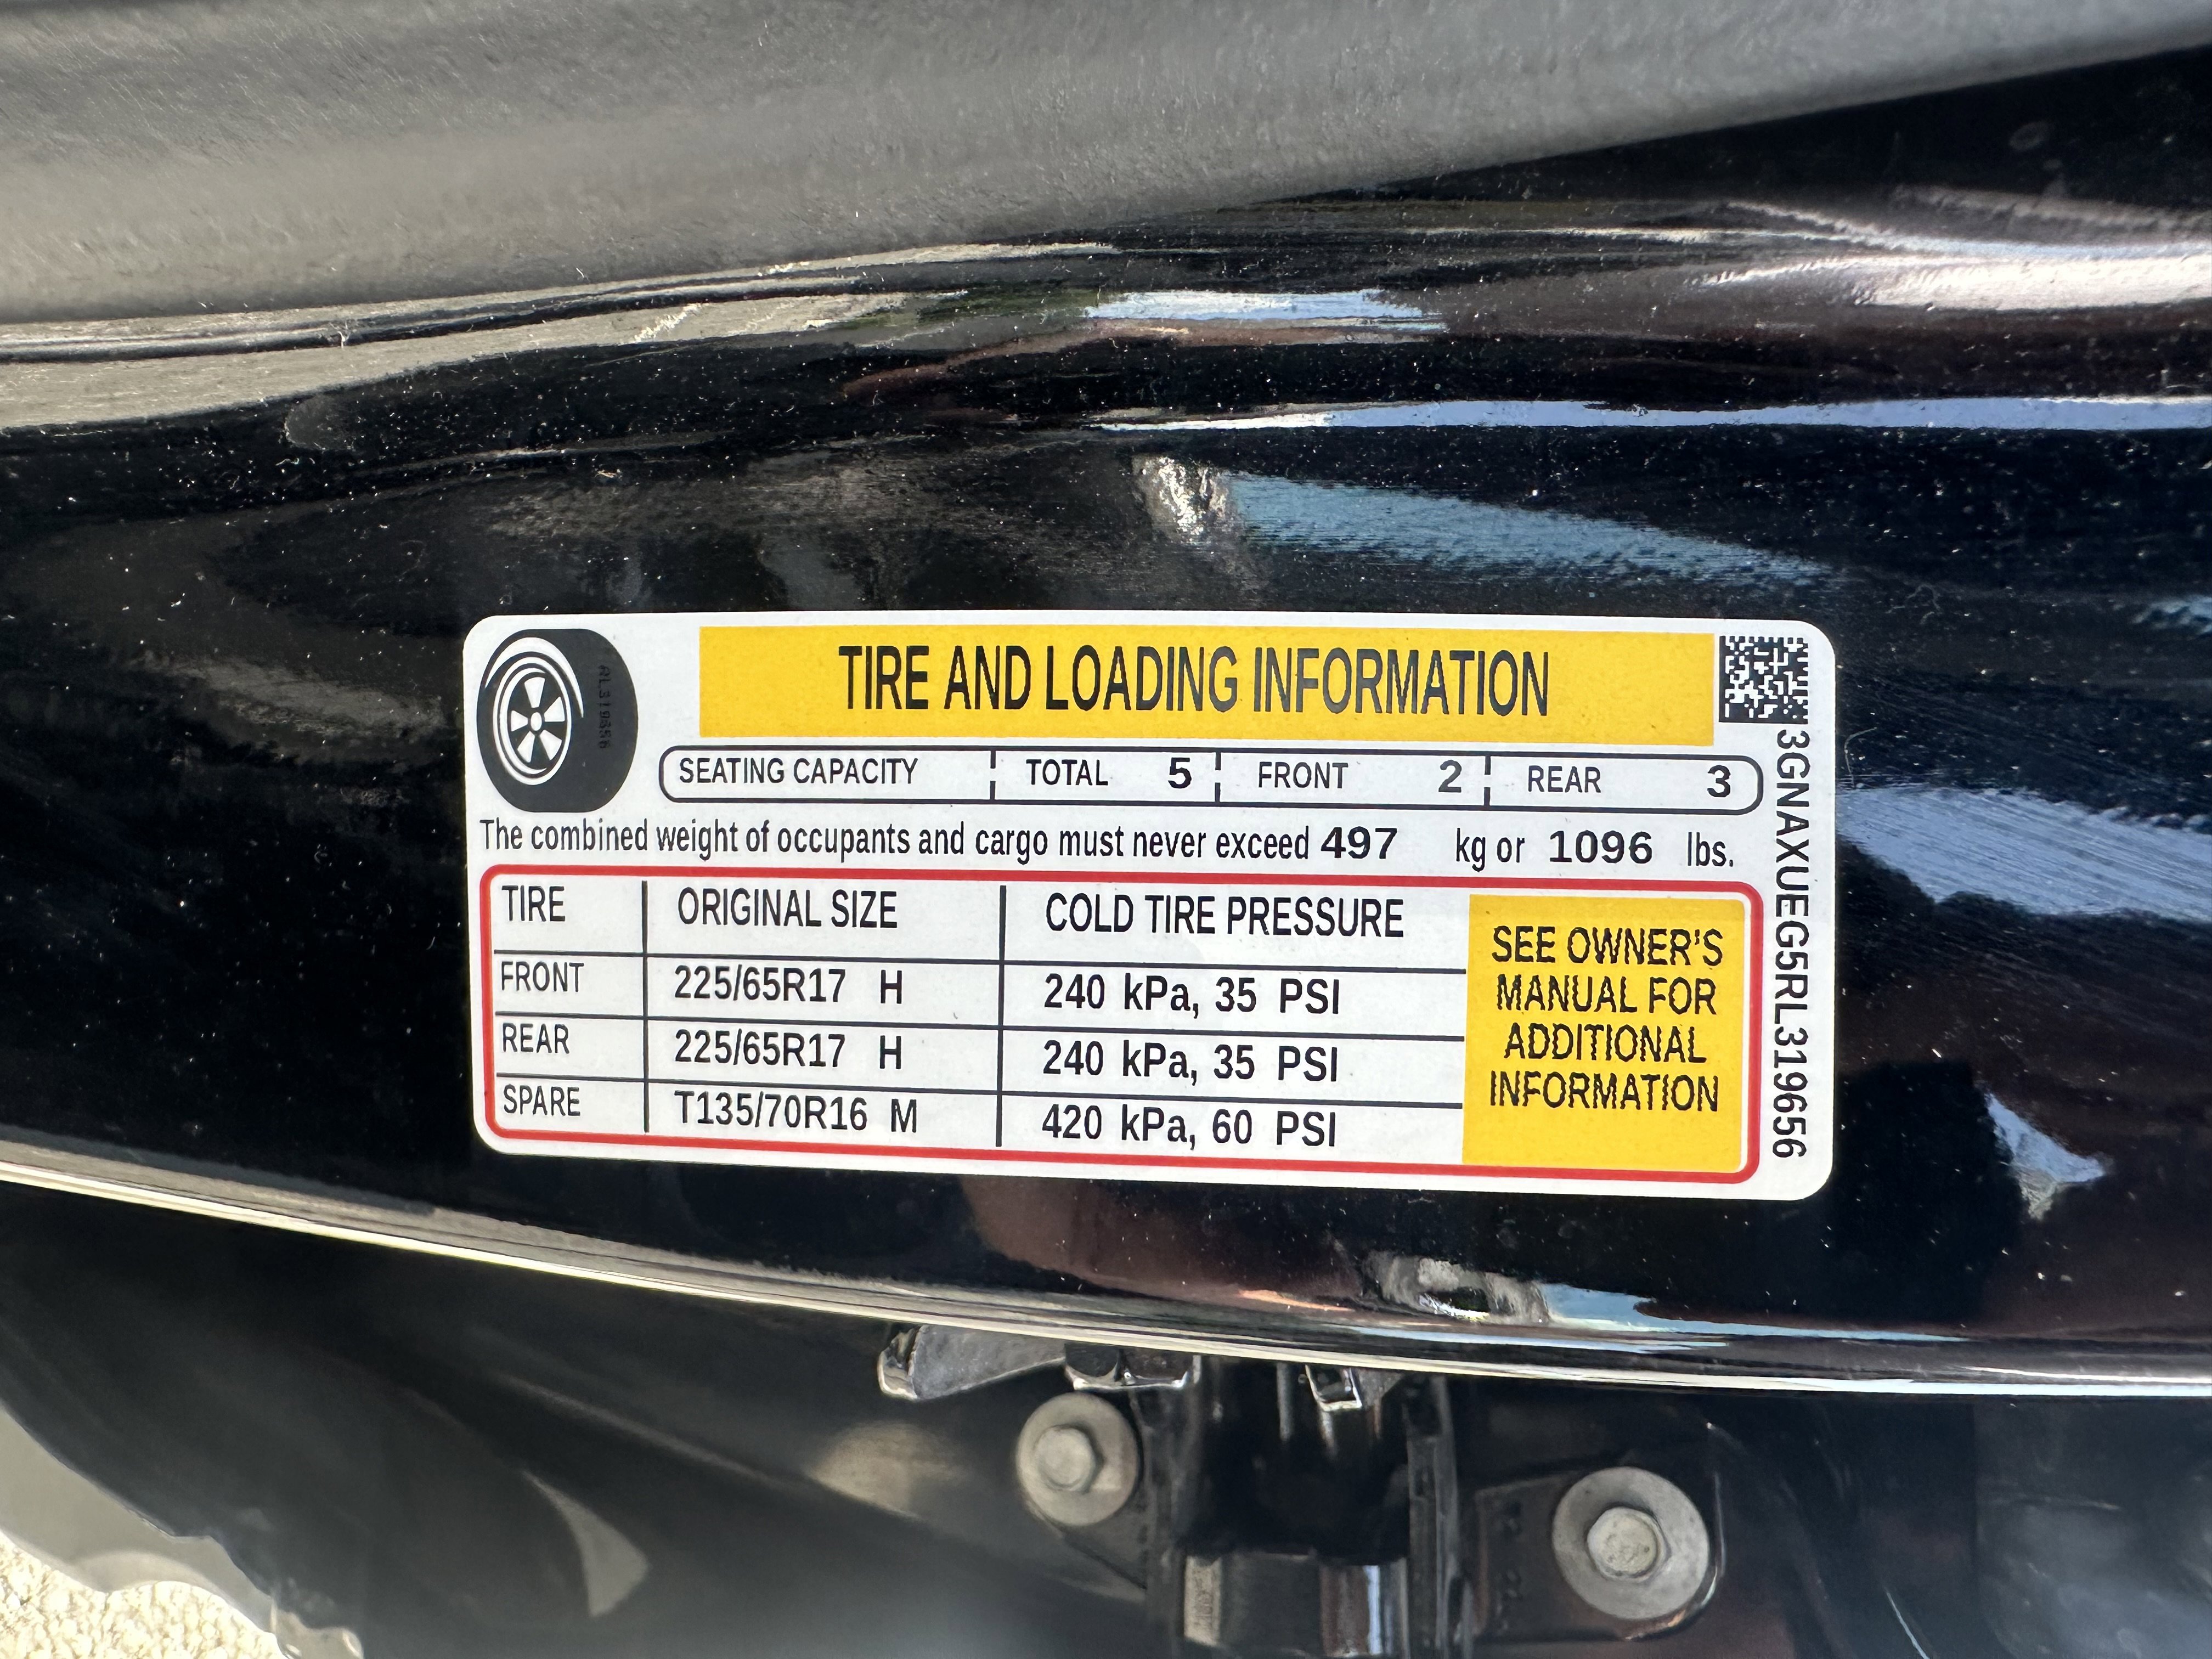 TIRE AND LOADING INFORMATION
RL319656
SEATING CAPACITY TOTAL 5 FRONT 2 REAR 3
The combined weight of occupants and cargo must never exceed 497 kg or 1096 lbs.
TIRE ORIGINAL SIZE COLD TIRE PRESSURE
FRONT 225/65R17 H 240 kPa, 35 PSI
REAR 225/65R17 H 240 kPa, 35 PSI
SPARE T135/70R16 M 420 kPa, 60 PSI
SEE OWNER'S
MANUAL FOR
ADDITIONAL
INFORMATION
3GNAXUEG5RL319656